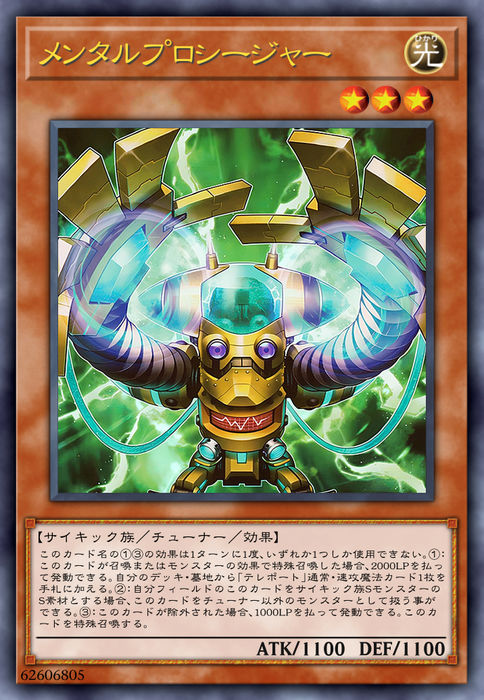 メンタルプロシージャー
ひかり
光
【サイキック族／チューナー／効果】
このカード名の①③の効果は1ターンに1度、いずれか1つしか使用できない。①：
このカードが召喚またはモンスターの効果で特殊召喚した場合、2000LPを払っ
て発動できる。自分のデッキ・墓地から「テレポート」通常・速攻魔法カード1枚を
手札に加える。②：自分フィールドのこのカードをサイキック族Sモンスターの
S素材とする場合、このカードをチューナー以外のモンスターとして扱う事が
できる。③：このカードが除外された場合、1000LPを払って発動できる。このカ
ードを特殊召喚する。
ATK/1100 DEF/1100
62606805